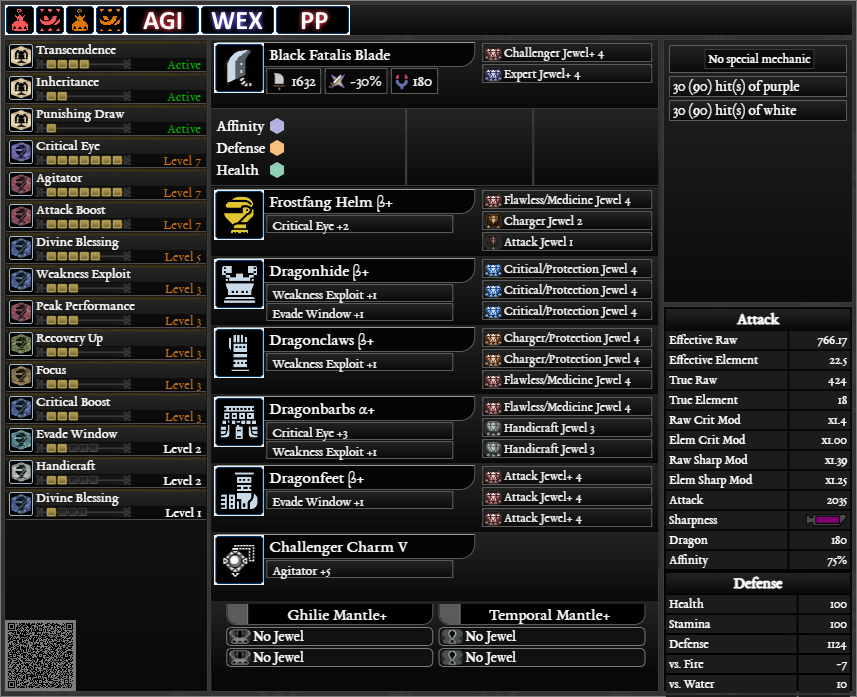 AGI WEX PP
Transcendence
Active
Inheritance
Active
Punishing Draw
Active
Critical Eye
Level 7
Agitator
Level 7
Attack Boost
Level 7
Divine Blessing
Level 5
Weakness Exploit
Level 3
Peak Performance
Level 3
Recovery Up
Level 3
Focus
Level 3
Critical Boost
Level 3
Evade Window
Level 2
Handicraft
Level 2
Divine Blessing
Level 1
Black Fatalis Blade
1632 -30% 180
Challenger Jewel+ 4
Expert Jewel+ 4
Affinity
Defense
Health
Frostfang Helm β+
Critical Eye +2
Flawless/Medicine Jewel 4
Charger Jewel 2
Attack Jewel 1
Dragonhide β+
Weakness Exploit +1
Evade Window +1
Critical/Protection Jewel 4
Critical/Protection Jewel 4
Critical/Protection Jewel 4
Dragonclaws β+
Weakness Exploit +1
Charger/Protection Jewel 4
Charger/Protection Jewel 4
Flawless/Medicine Jewel 4
Dragonbarbs α+
Critical Eye +3
Weakness Exploit +1
Flawless/Medicine Jewel 4
Handicraft Jewel 3
Handicraft Jewel 3
Dragonfeet β+
Evade Window +1
Attack Jewel+ 4
Attack Jewel+ 4
Attack Jewel+ 4
Challenger Charm V
Agitator +5
Ghilie Mantle+
No Jewel
No Jewel
Temporal Mantle+
No Jewel
No Jewel
No special mechanic
30 (90) hit(s) of purple
30 (90) hit(s) of white
Attack
Effective Raw 766.17
Effective Element 22.5
True Raw 424
True Element 18
Raw Crit Mod x1.4
Elem Crit Mod x1.00
Raw Sharp Mod x1.39
Elem Sharp Mod x1.25
Attack 2035
Sharpness
Dragon 180
Affinity 75%
Defense
Health 100
Stamina 100
Defense 1124
vs. Fire -7
vs. Water 10